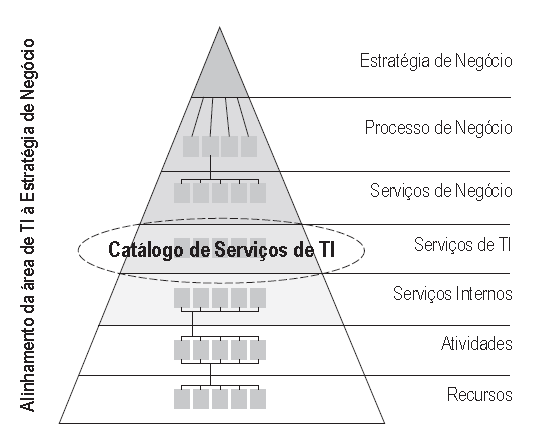 Alinhamento da área de TI à Estratégia de Negócio
Estratégia de Negócio
Processo de Negócio
Serviços de Negócio
Catálogo de Serviços de TI
Serviços de TI
Serviços Internos
Atividades
Recursos